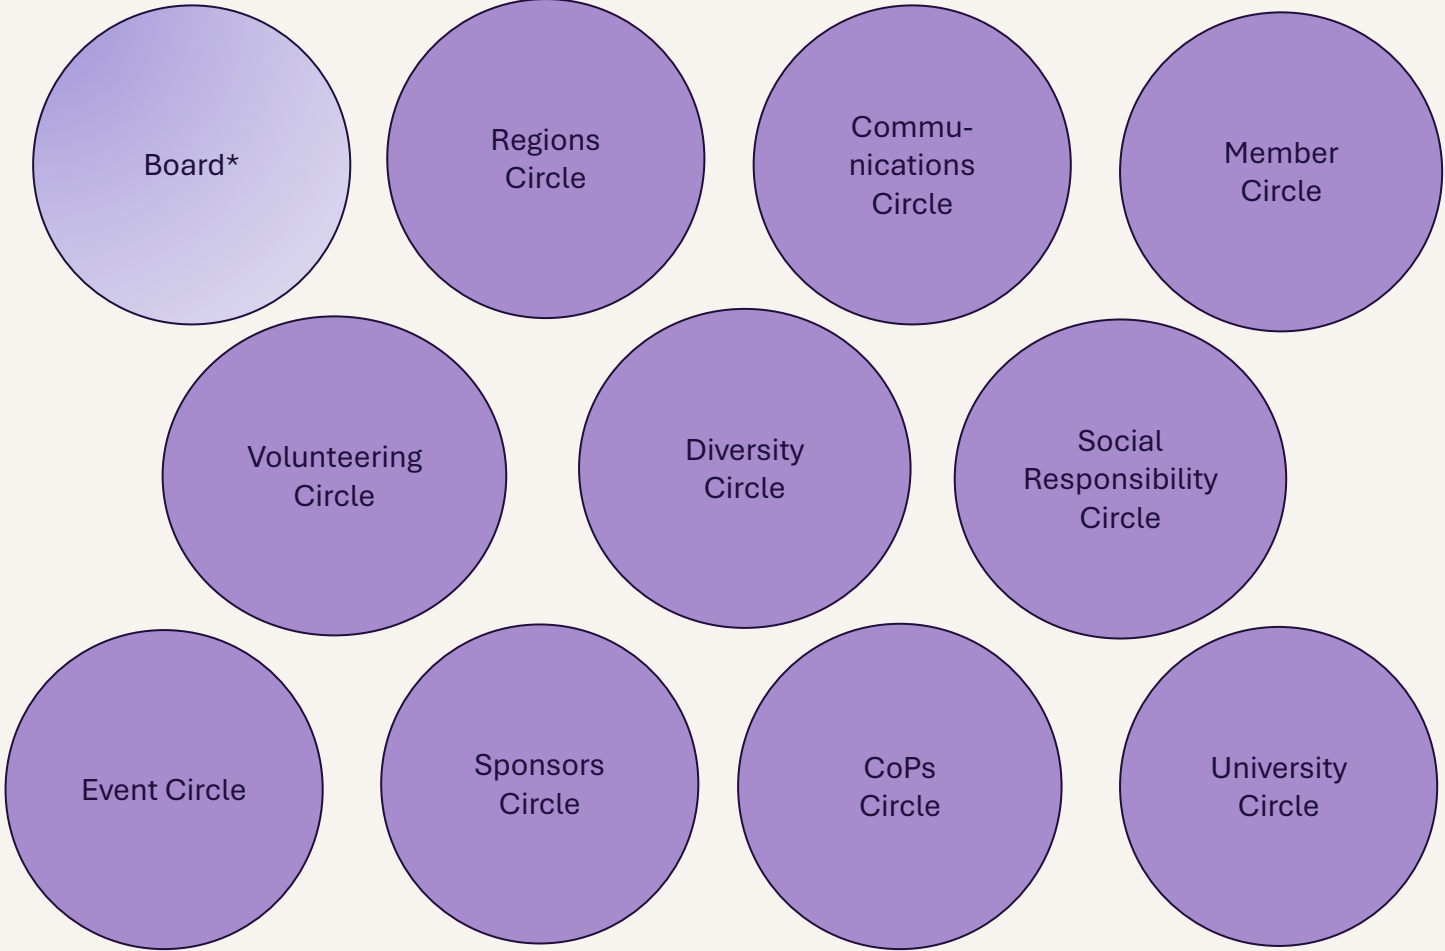 Board*
Regions
Circle
Commu-
nications
Circle
Member
Circle
Volunteering
Circle
Diversity
Circle
Social
Responsibility
Circle
Event Circle
Sponsors
Circle
CoPs
Circle
University
Circle